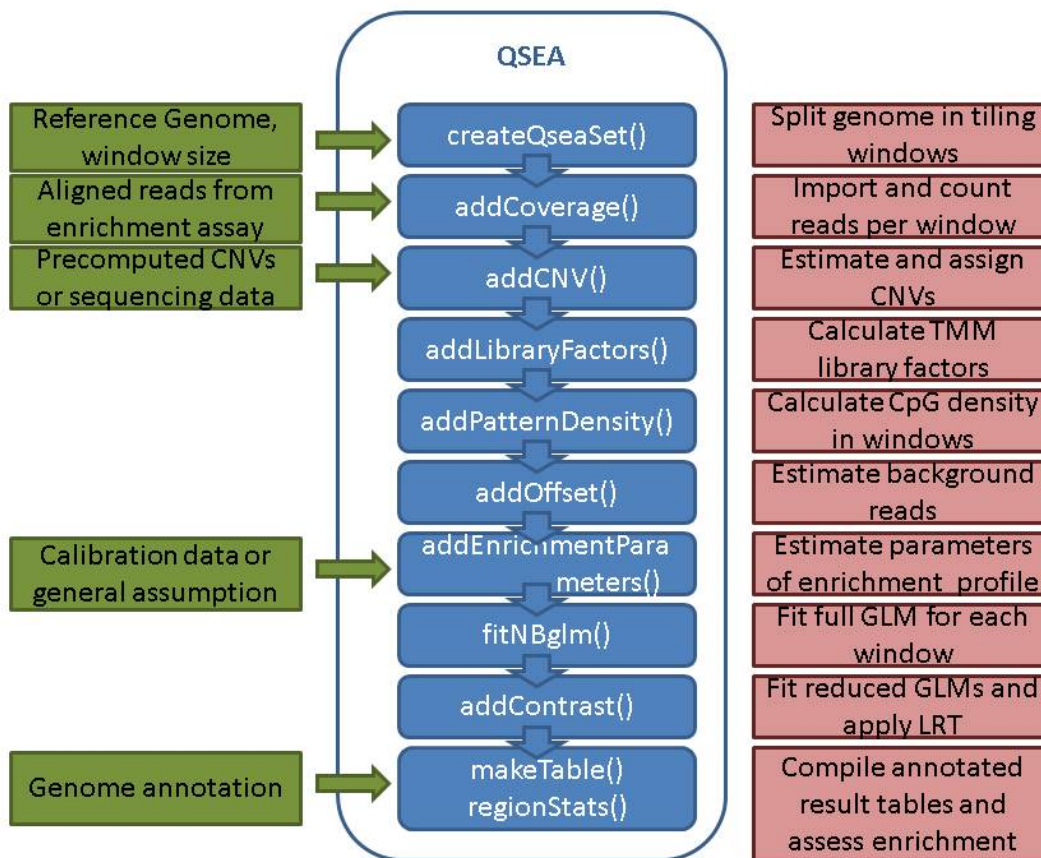 QSEA
Reference Genome,
window size
createQseaSet()
Split genome in tiling
windows
Aligned reads from
enrichment assay
addCoverage()
Import and count
reads per window
Precomputed CNVs
or sequencing data
addCNV()
Estimate and assign
CNVs
addLibraryFactors()
Calculate TMM
library factors
addPatternDensity()
Calculate CpG density
in windows
addOffset()
Estimate background
reads
Calibration data or
general assumption
addEnrichmentPara
meters()
Estimate parameters
of enrichment profile
fitNBglm()
Fit full GLM for each
window
addContrast()
Fit reduced GLMs and
apply LRT
Genome annotation
makeTable()
regionStats()
Compile annotated
result tables and
assess enrichment